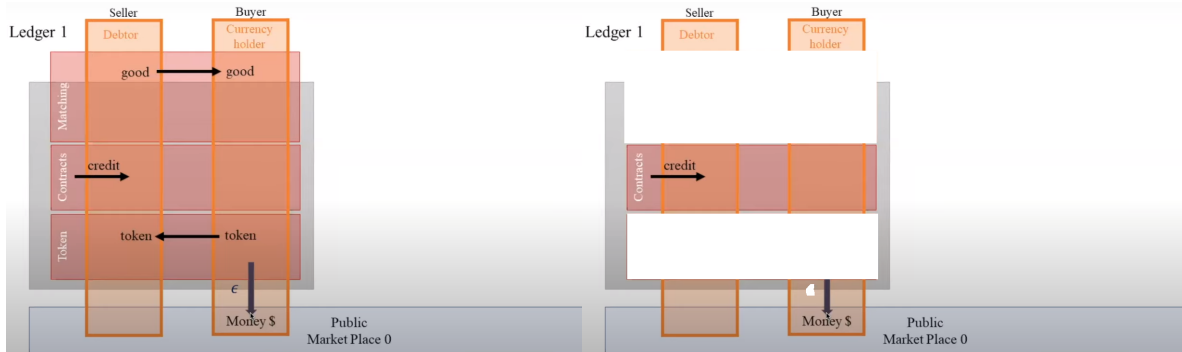 Seller
Buyer
Ledger 1
Debtor
Currency
holder
good
good
Matching
credit
Contracts
token
token
Token
ϵ
Money $
Public
Market Place 0
Seller
Buyer
Ledger 1
Debtor
Currency
holder
credit
Contracts
Money $
Public
Market Place 0